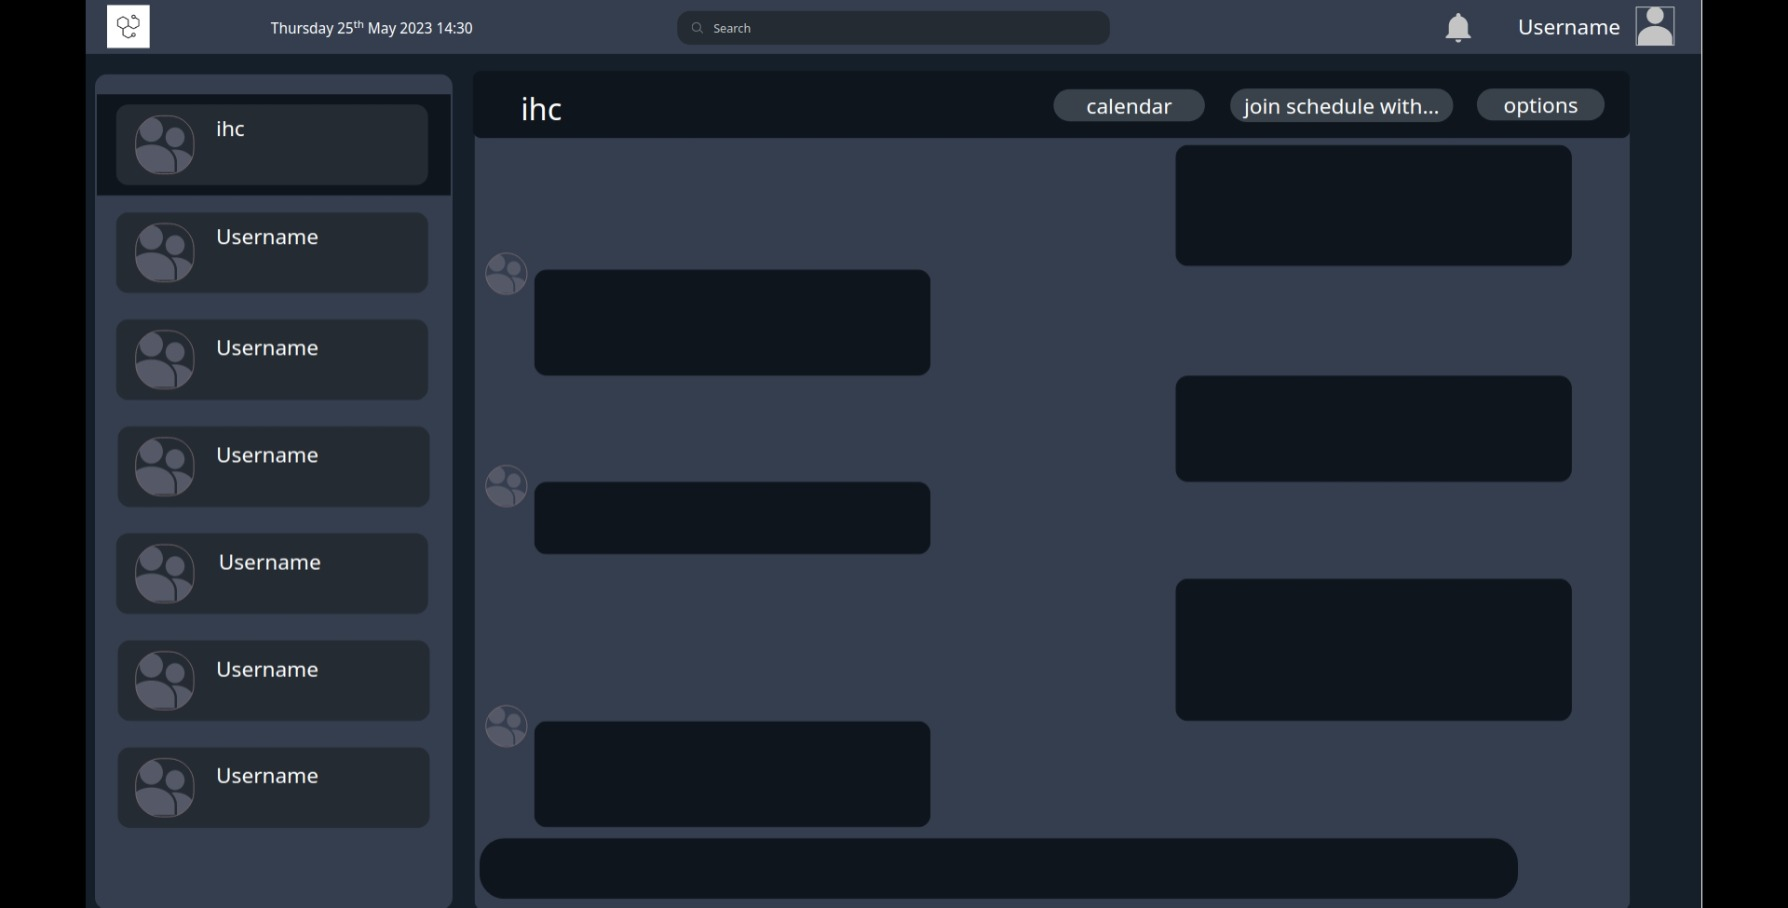 Thursday 25th May 2023 14:30
Search
Username
ihc
Username
Username
Username
Username
Username
Username
ihc
calendar
join schedule with...
options